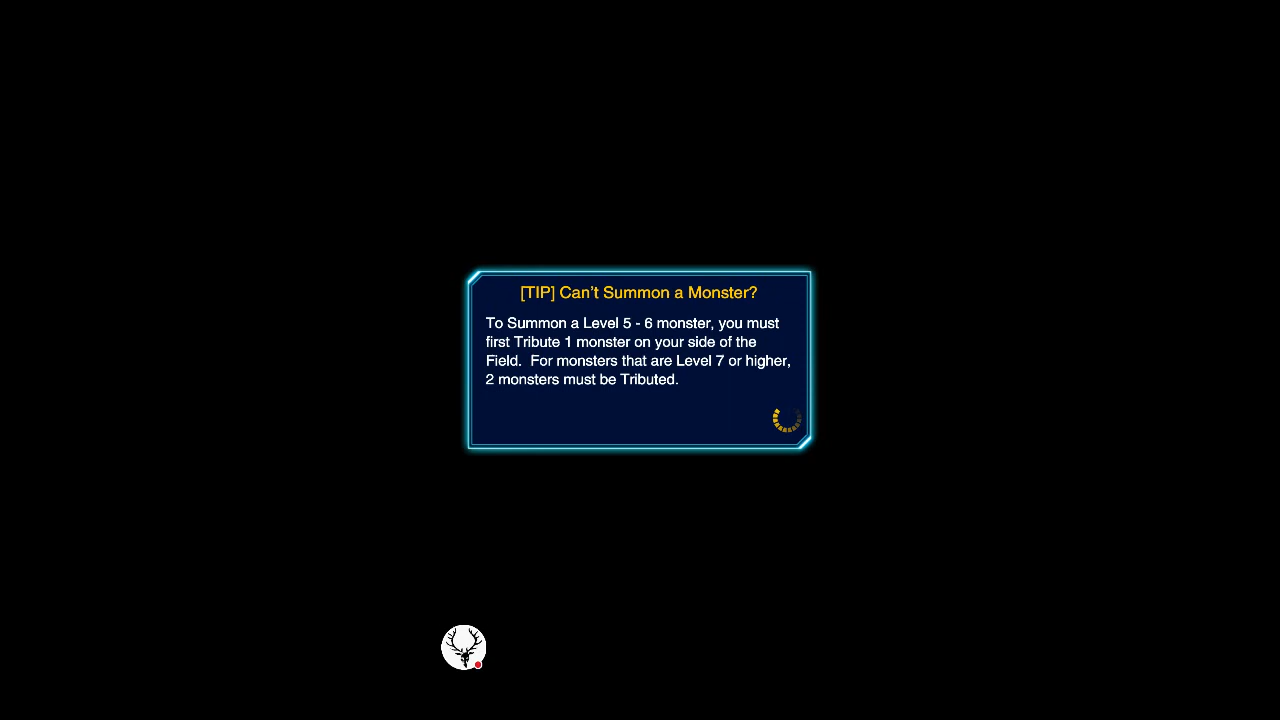 [TIP] Can't Summon a Monster?
To Summon a Level 5 - 6 monster, you must
first Tribute 1 monster on your side of the
Field.  For monsters that are Level 7 or higher,
2 monsters must be Tributed.